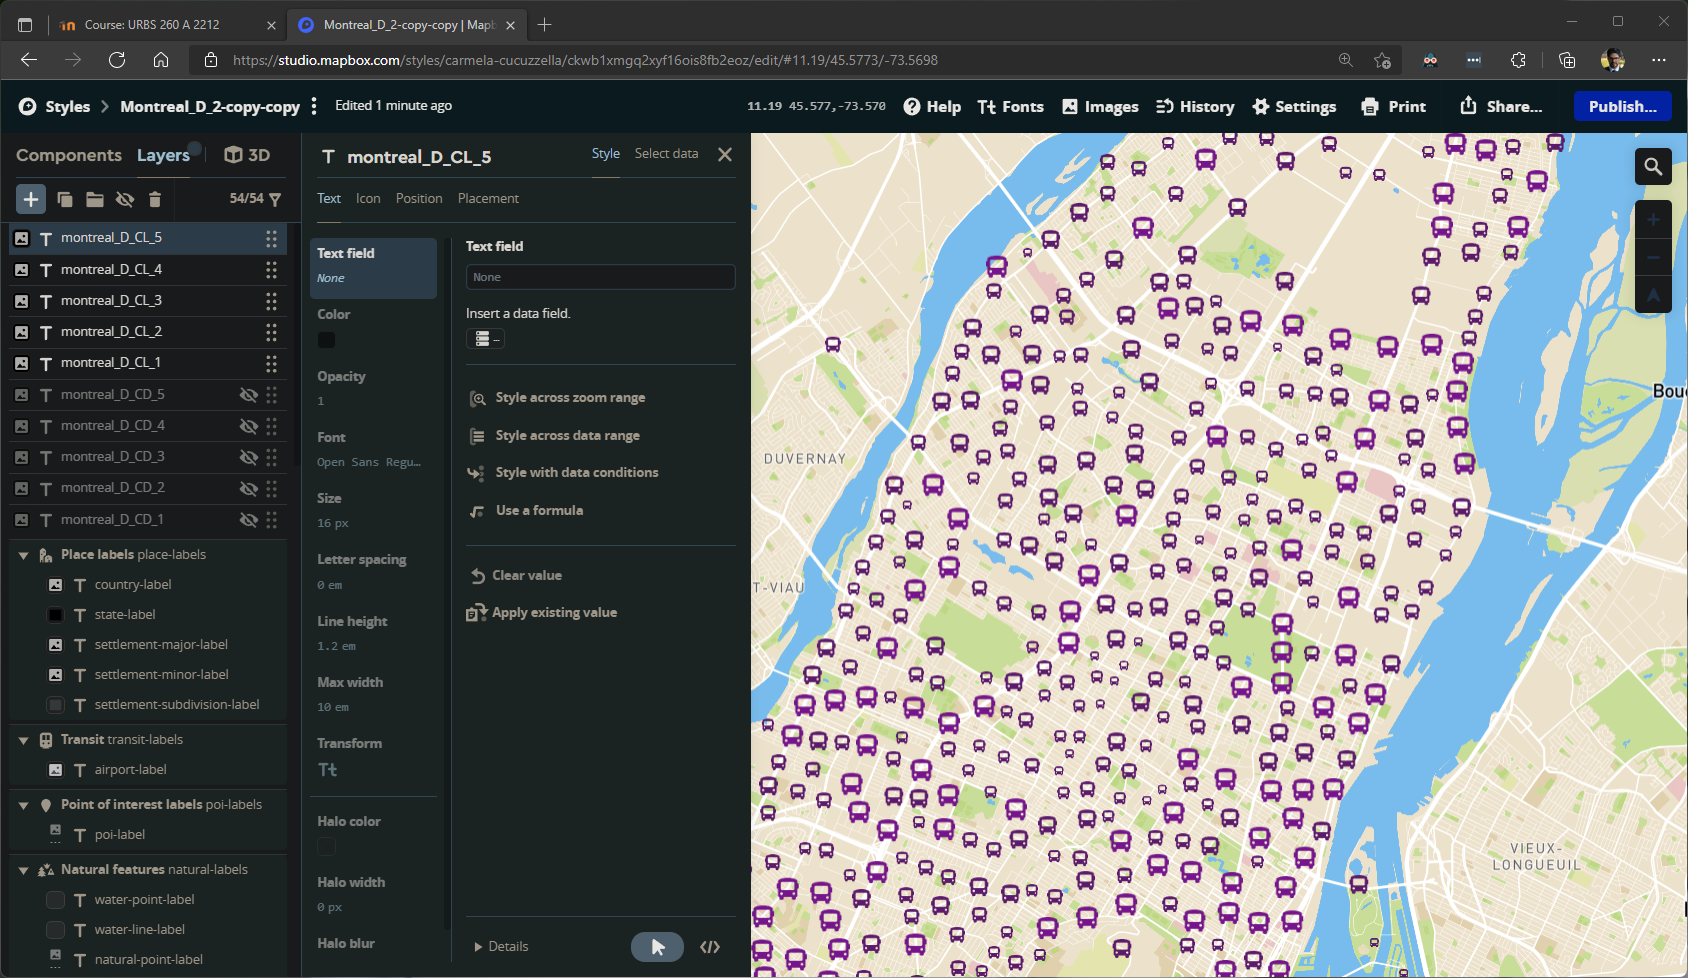 Course: URBS 260 A 2212
Montreal_D_2-copy-copy | Mapb
https://studio.mapbox.com/styles/carmela-cucuzzella/ckwb1xmgq2xyf16ois8fb2eoz/edit/#11.19/45.5773/-73.5698
Styles
Montreal_D_2-copy-copy
Edited 1 minute ago
11.19 45.577,-73.570
Help
Fonts
Images
History
Settings
Print
Share...
Publish...
Components
Layers
3D
54/54
montreal_D_CL_5
montreal_D_CL_4
montreal_D_CL_3
montreal_D_CL_2
montreal_D_CL_1
montreal_D_CD_5
montreal_D_CD_4
montreal_D_CD_3
montreal_D_CD_2
montreal_D_CD_1
Place labels place-labels
country-label
state-label
settlement-major-label
settlement-minor-label
settlement-subdivision-label
Transit transit-labels
airport-label
Point of interest labels poi-labels
poi-label
Natural features natural-labels
water-point-label
water-line-label
natural-point-label
T montreal_D_CL_5
Style
Select data
Text
Icon
Position
Placement
Text field
None
Color
Opacity
1
Font
Open Sans Regu...
Size
16 px
Letter spacing
0 em
Line height
1.2 em
Max width
10 em
Transform
Tt
Halo color
Halo width
0 px
Halo blur
Text field
None
Insert a data field.
Style across zoom range
Style across data range
Style with data conditions
Use a formula
Clear value
Apply existing value
Details
DUVERNAY
T-VIAU
Bou
VIEUX-
LONGUEUIL